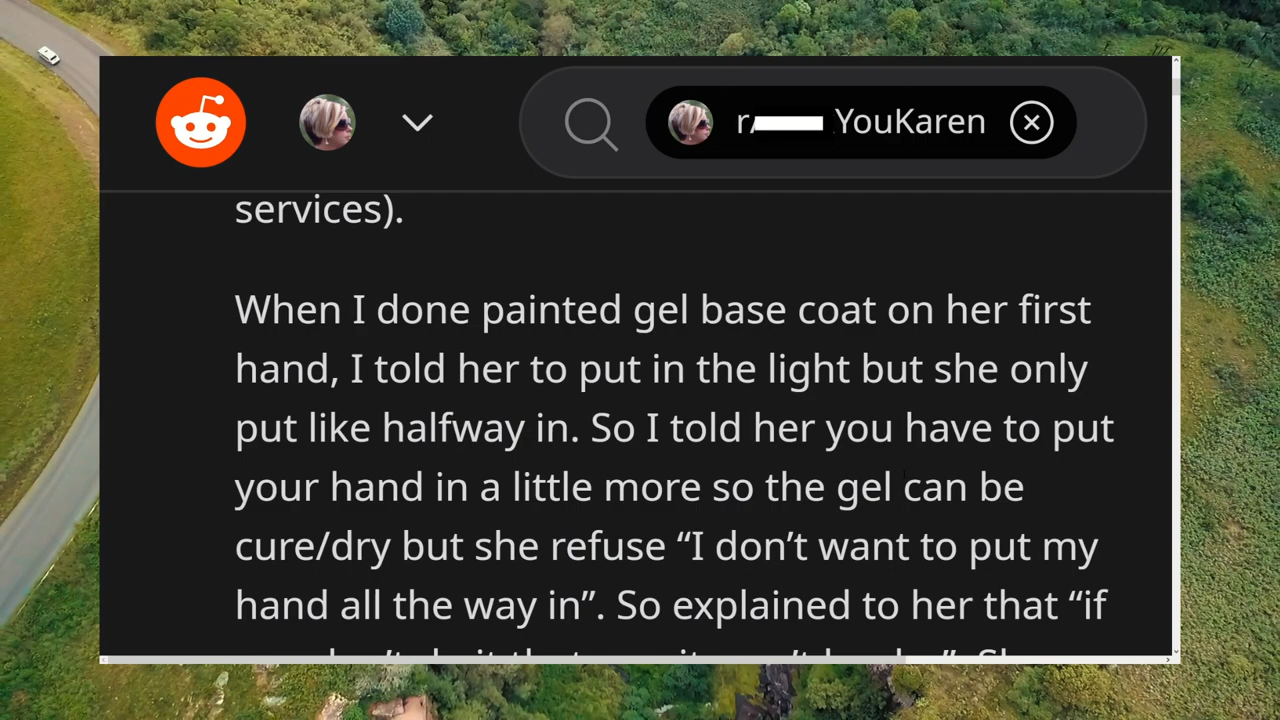 r/ YouKaren
services).
When I done painted gel base coat on her first
hand, I told her to put in the light but she only
put like halfway in. So I told her you have to put
your hand in a little more so the gel can be
cure/dry but she refuse “I don’t want to put my
hand all the way in”. So explained to her that “if